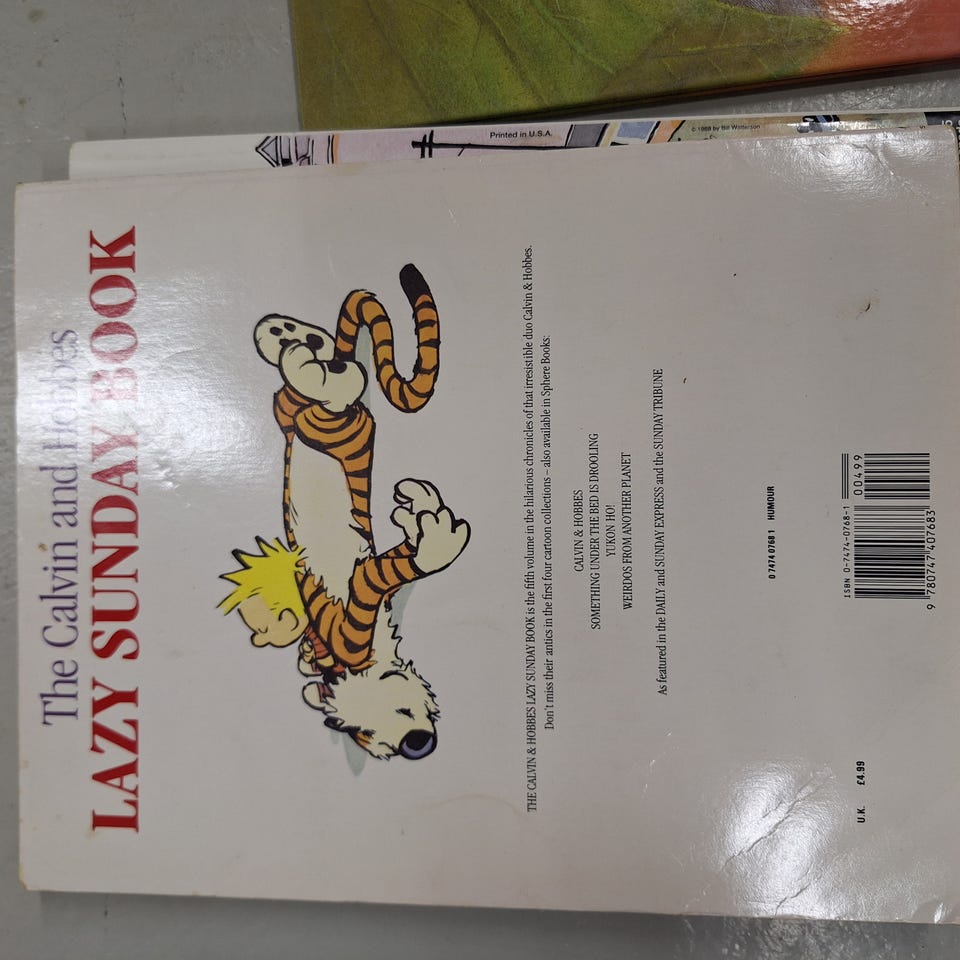 The Calvin and Hobbes
LAZY SUNDAY BOOK
THE CALVIN & HOBBES LAZY SUNDAY BOOK is the fifth volume in the hilarious chronicles of that irresistible duo Calvin & Hobbes.
Don't miss their antics in the first four cartoon collections – also available in Sphere Books:
CALVIN & HOBBES
SOMETHING UNDER THE BED IS DROOLING
YUKON HO!
WEIRDOS FROM ANOTHER PLANET
As featured in the DAILY and SUNDAY EXPRESS and the SUNDAY TRIBUNE
0 7474 0768 1 HUMOUR
U.K. £4.99
ISBN 0-7474-0768-1
00499
9 780747 407683
Printed in U.S.A.
© 1988 by Bill Watterson